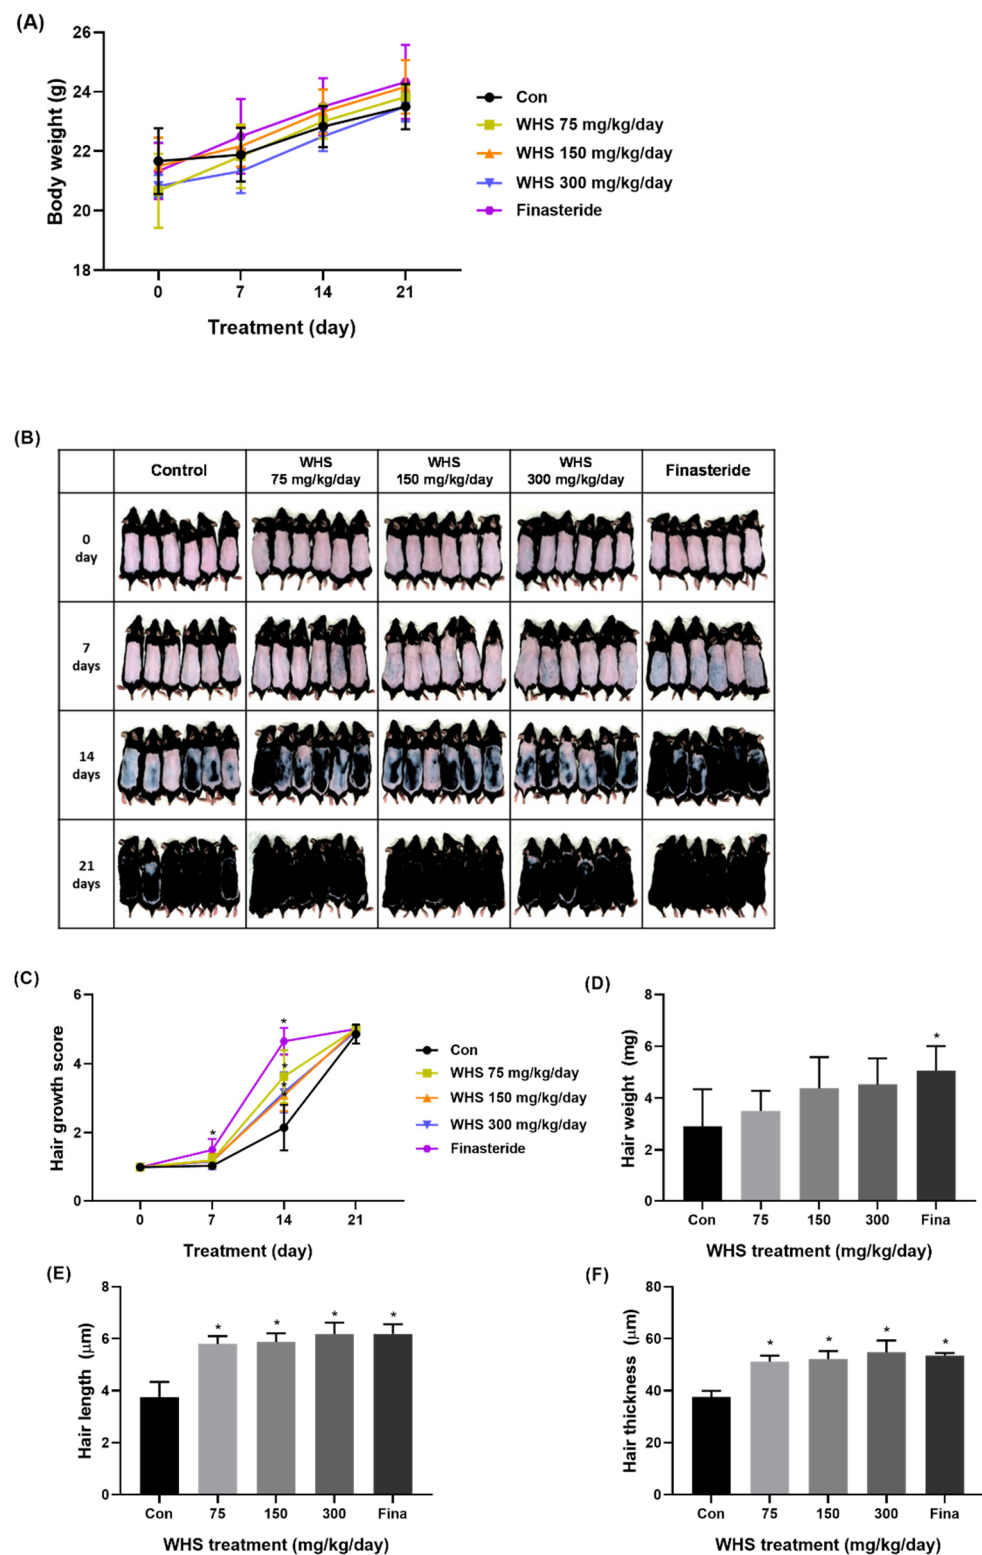 (A)
26
24
22
20
18
Body weight (g)
0 7 14 21
Treatment (day)
Con
WHS 75 mg/kg/day
WHS 150 mg/kg/day
WHS 300 mg/kg/day
Finasteride
(B)
Control
WHS
75 mg/kg/day
WHS
150 mg/kg/day
WHS
300 mg/kg/day
Finasteride
0
day
7
days
14
days
21
days
(C)
6
4
2
0
Hair growth score
* * * * *
0 7 14 21
Treatment (day)
Con
WHS 75 mg/kg/day
WHS 150 mg/kg/day
WHS 300 mg/kg/day
Finasteride
(D)
8
6
4
2
0
Hair weight (mg)
*
Con 75 150 300 Fina
WHS treatment (mg/kg/day)
(E)
8
6
4
2
0
Hair length (μm)
* * * *
Con 75 150 300 Fina
WHS treatment (mg/kg/day)
(F)
80
60
40
20
0
Hair thickness (μm)
* * * *
Con 75 150 300 Fina
WHS treatment (mg/kg/day)